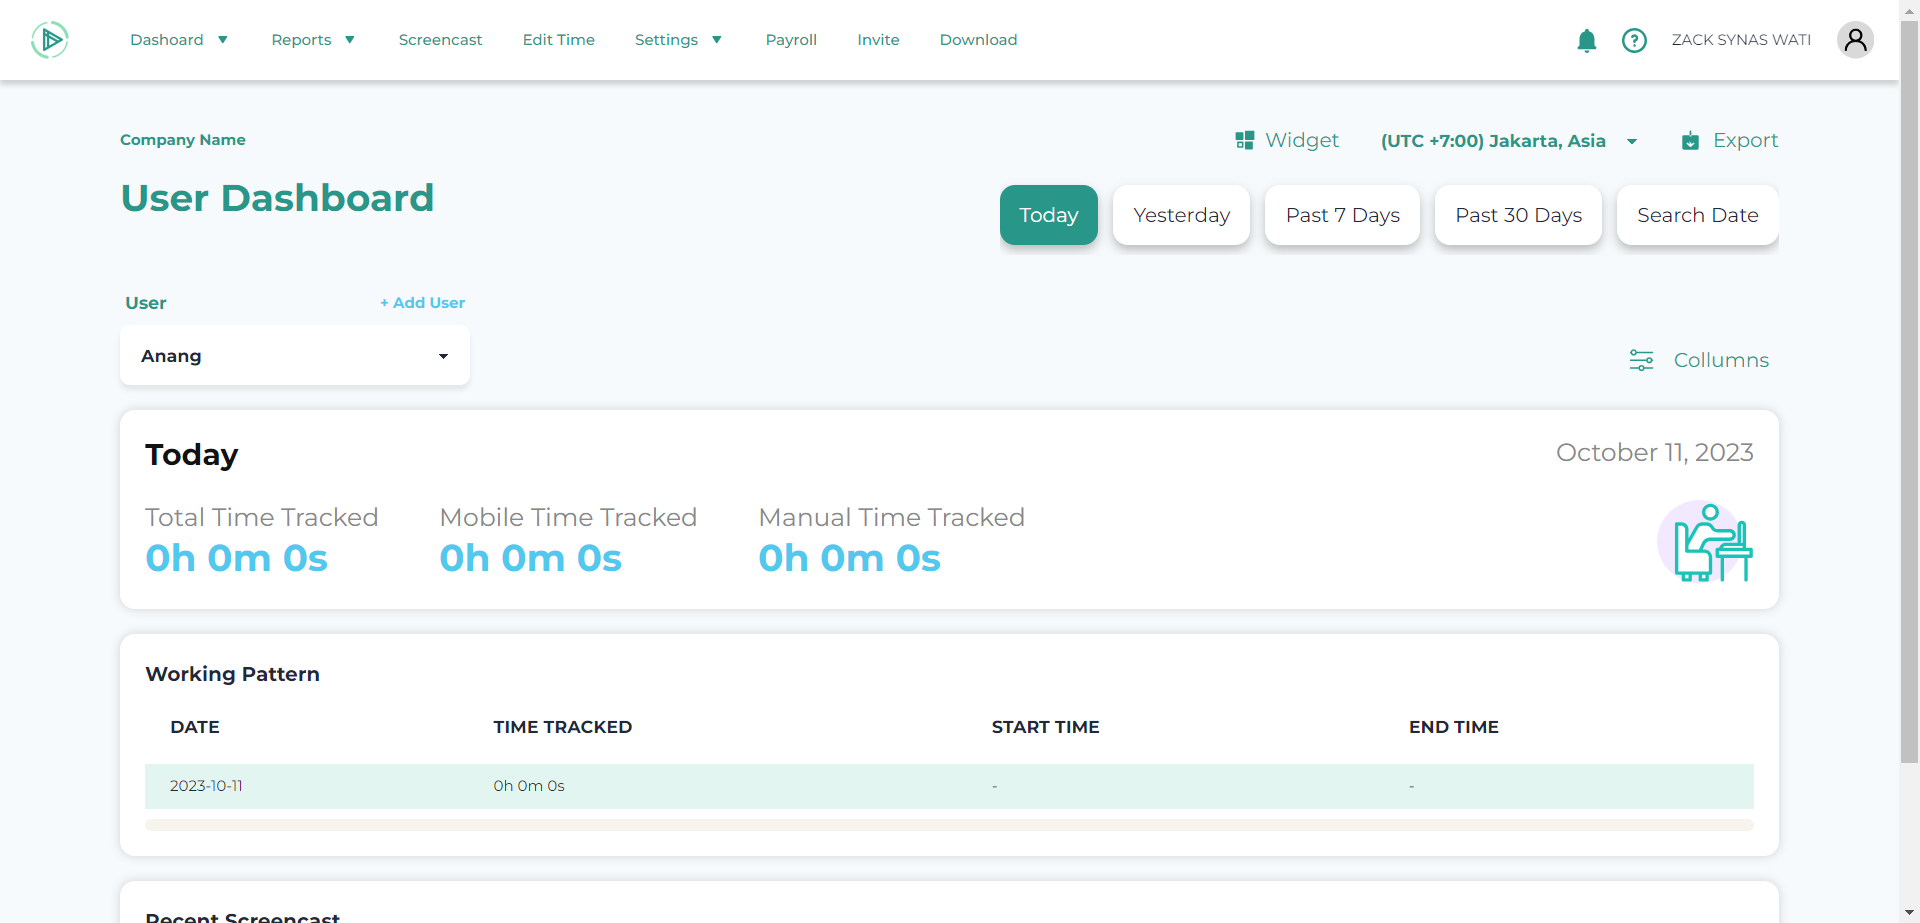 Dashoard ▼ Reports ▼ Screencast Edit Time Settings ▼ Payroll Invite Download ? ZACK SYNAS WATI
Company Name
Widget (UTC +7:00) Jakarta, Asia Export
User Dashboard
Today Yesterday Past 7 Days Past 30 Days Search Date
User + Add User
Anang
Collumns
Today October 11, 2023
Total Time Tracked Mobile Time Tracked Manual Time Tracked
0h 0m 0s 0h 0m 0s 0h 0m 0s
Working Pattern
DATE TIME TRACKED START TIME END TIME
2023-10-11 0h 0m 0s - -
Recent Screencast